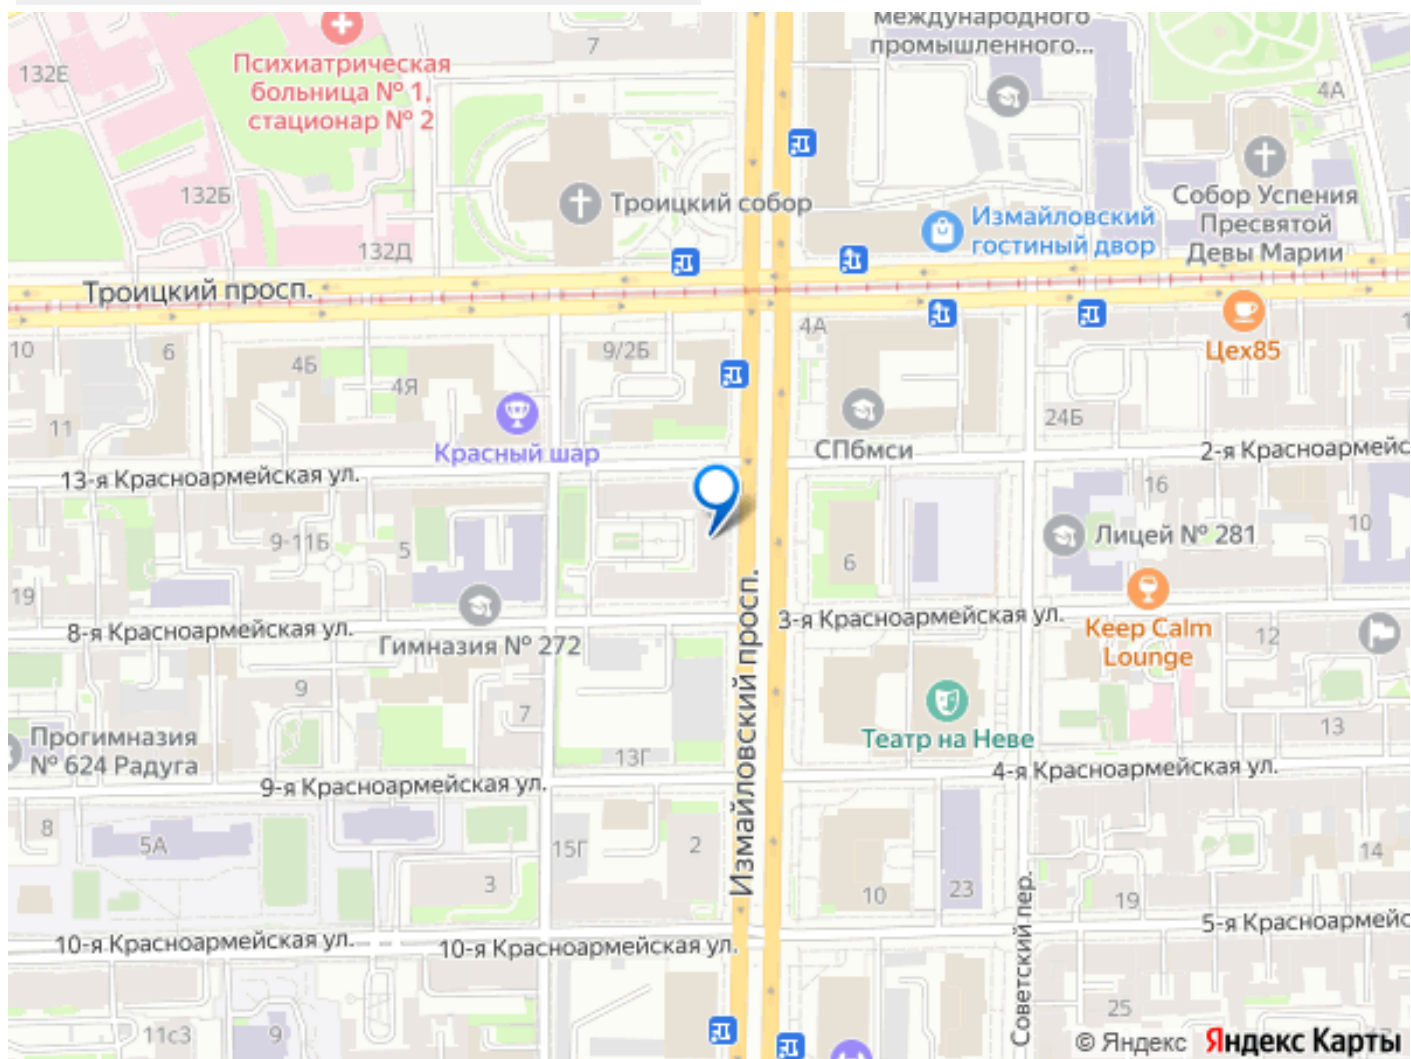 международного
промышленного...
7
132Е
Психиатрическая
больница № 1,
стационар № 2
4А
132Б
Троицкий собор
Собор Успения
Пресвятой
Девы Марии
Измайловский
гостиный двор
132Д
Троицкий просп.
4А
10
6
4Б
4Я
9/2Б
Цех85
11
Красный шар
СПбмси
24Б
2-я Красноармейс
13-я Красноармейская ул.
16
10
9-11Б
5
6
Лицей № 281
19
8-я Красноармейская ул.
Гимназия № 272
3-я Красноармейская ул.
Keep Calm
Lounge
12
9
7
Измайловский просп.
Театр на Неве
13
Прогимназия
№ 624 Радуга
13Г
9-я Красноармейская ул.
4-я Красноармейская ул.
8
5А
15Г
2
14
3
10
23
19
Советский пер.
5-я Красноармейс
10-я Красноармейская ул.
10-я Красноармейская ул.
11с3
9
25
© Яндекс Яндекс Карты